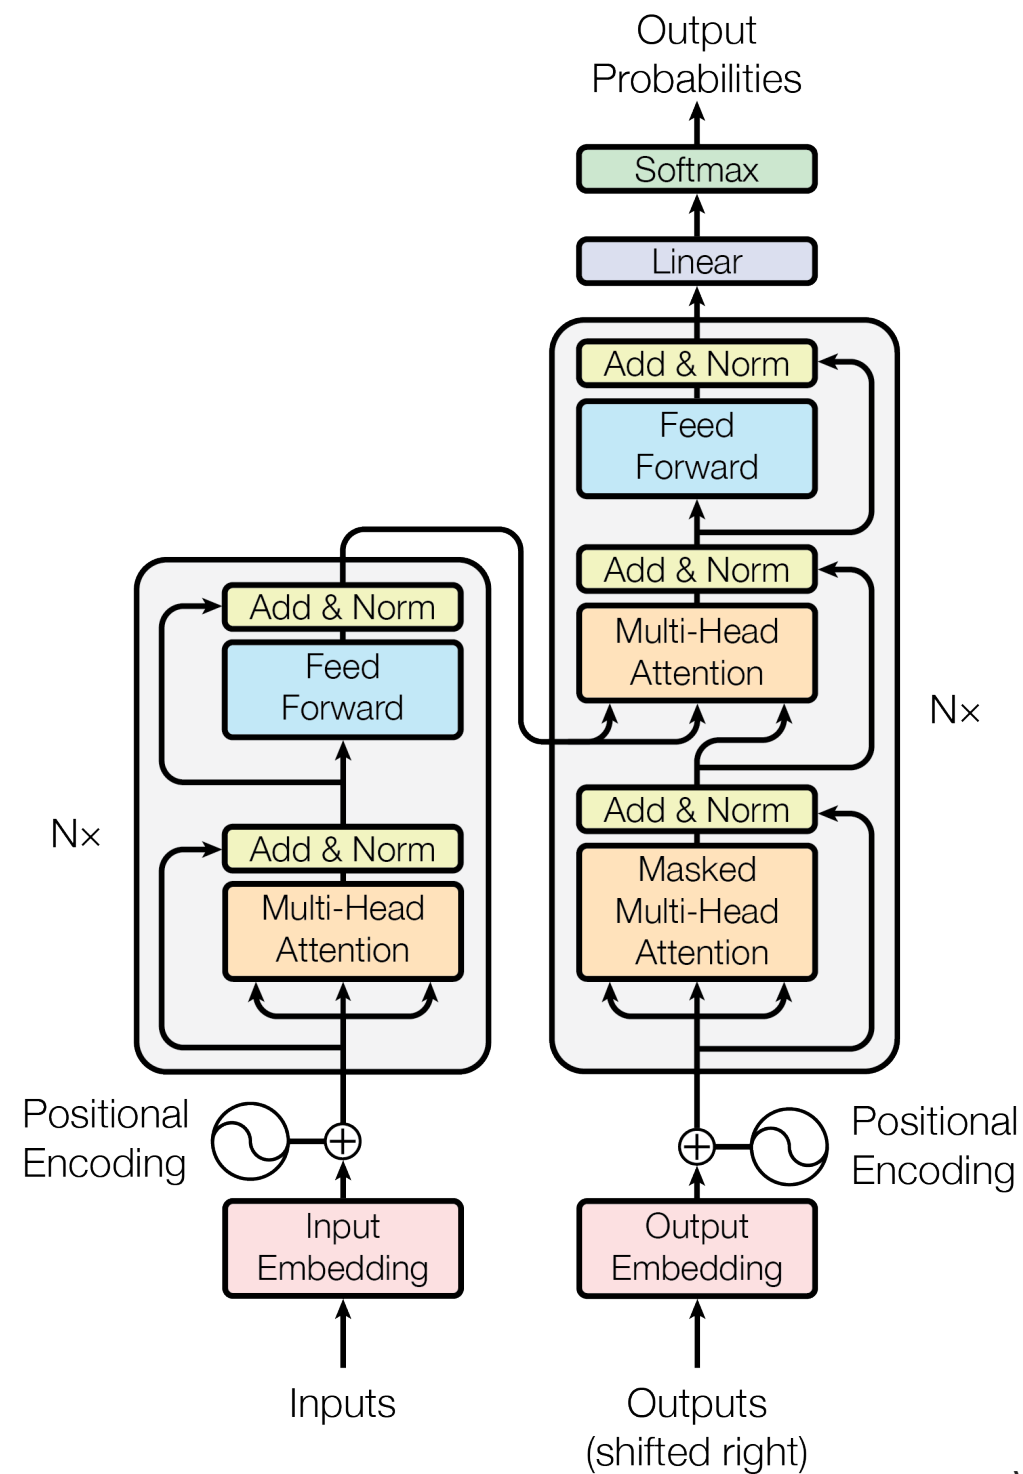 Output
Probabilities
Softmax
Linear
Add & Norm
Feed
Forward
Add & Norm
Multi-Head
Attention
Add & Norm
Masked
Multi-Head
Attention
Nx
Add & Norm
Feed
Forward
Add & Norm
Multi-Head
Attention
Nx
Positional
Encoding
Positional
Encoding
Input
Embedding
Output
Embedding
Inputs
Outputs
(shifted right)